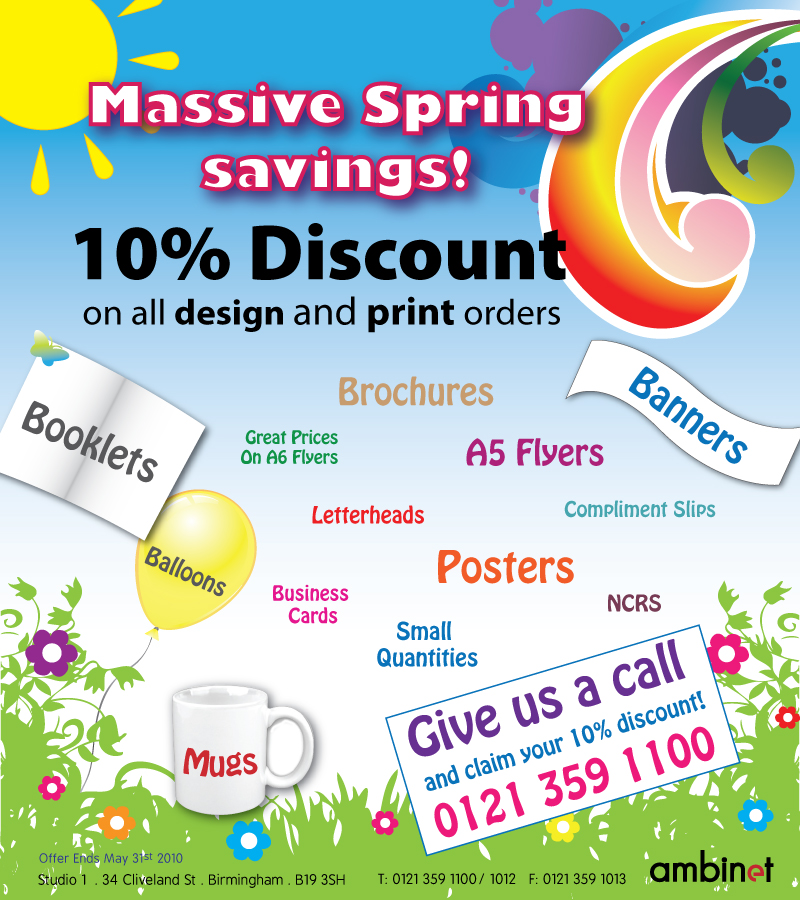 Massive Spring
savings!
10% Discount
on all design and print orders
Brochures
Banners
Booklets
Great Prices
On A6 Flyers
A5 Flyers
Letterheads
Compliment Slips
Balloons
Posters
Business
Cards
NCRS
Small
Quantities
Mugs
Give us a call
and claim your 10% discount!
0121 359 1100
Offer Ends May 31st 2010
Studio 1 . 34 Cliveland St . Birmingham . B19 3SH T: 0121 359 1100 / 1012 F: 0121 359 1013
ambinet